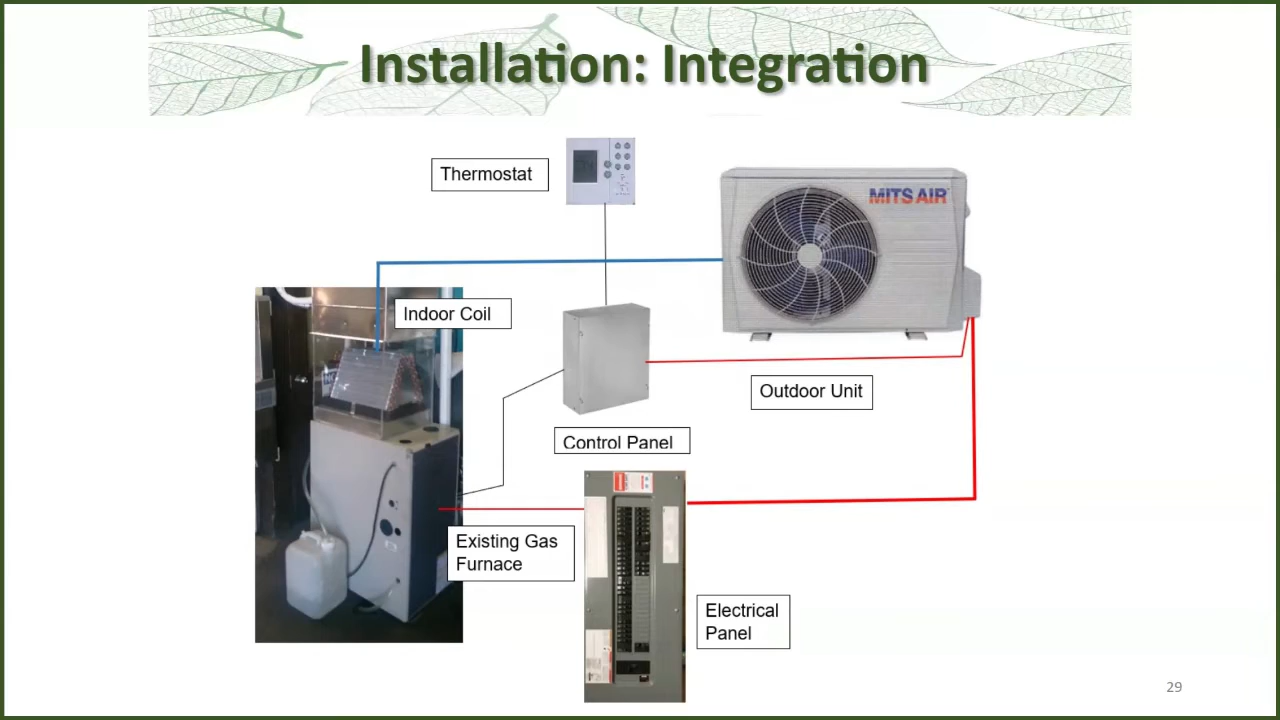 Installation: Integration
Thermostat
MITS AIR
Indoor Coil
Outdoor Unit
Control Panel
Existing Gas
Furnace
Electrical
Panel
29